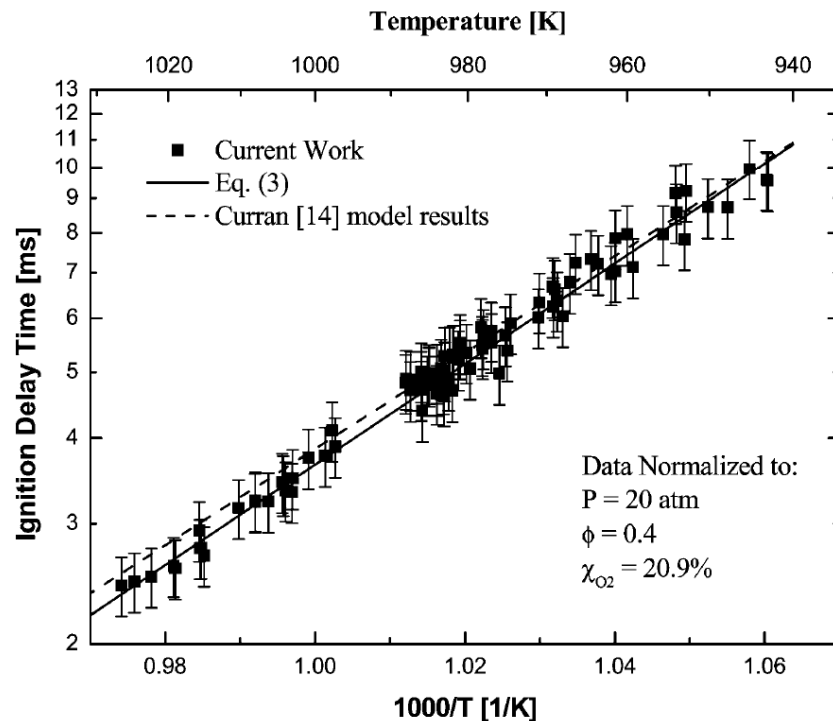 Temperature [K]
1020 1000 980 960 940
13
12
11
10
9
8
7
6
5
4
3
2
Current Work
Eq. (3)
Curran [14] model results
Ignition Delay Time [ms]
Data Normalized to:
P = 20 atm
ϕ = 0.4
χO2 = 20.9%
0.98 1.00 1.02 1.04 1.06
1000/T [1/K]